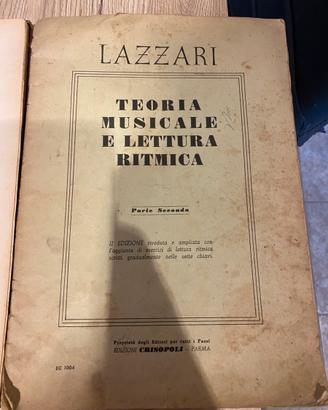 LAZZARI
TEORIA
MUSICALE
E LETTURA
RITMICA
Parte Seconda
II EDIZIONE riveduta e ampliata con
l'aggiunta di esercizi di lettura ritmica
scritti gradualmente nelle sette chiavi.
Proprietà degli Editori per tutti i Paesi
EDIZIONI CRISOPOLI - PARMA
EC 1004